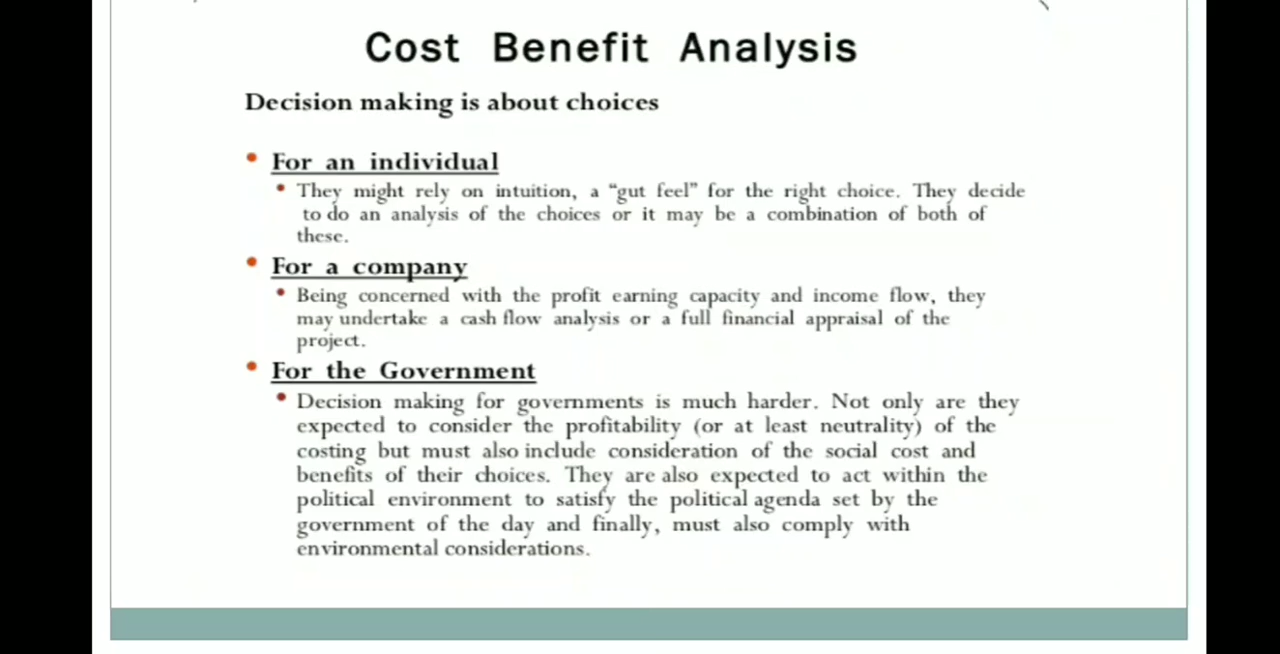 Cost Benefit Analysis
Decision making is about choices
• For an individual
• They might rely on intuition, a “gut feel” for the right choice. They decide
to do an analysis of the choices or it may be a combination of both of
these.
• For a company
• Being concerned with the profit earning capacity and income flow, they
may undertake a cash flow analysis or a full financial appraisal of the
project.
• For the Government
• Decision making for governments is much harder. Not only are they
expected to consider the profitability (or at least neutrality) of the
costing but must also include consideration of the social cost and
benefits of their choices. They are also expected to act within the
political environment to satisfy the political agenda set by the
government of the day and finally, must also comply with
environmental considerations.